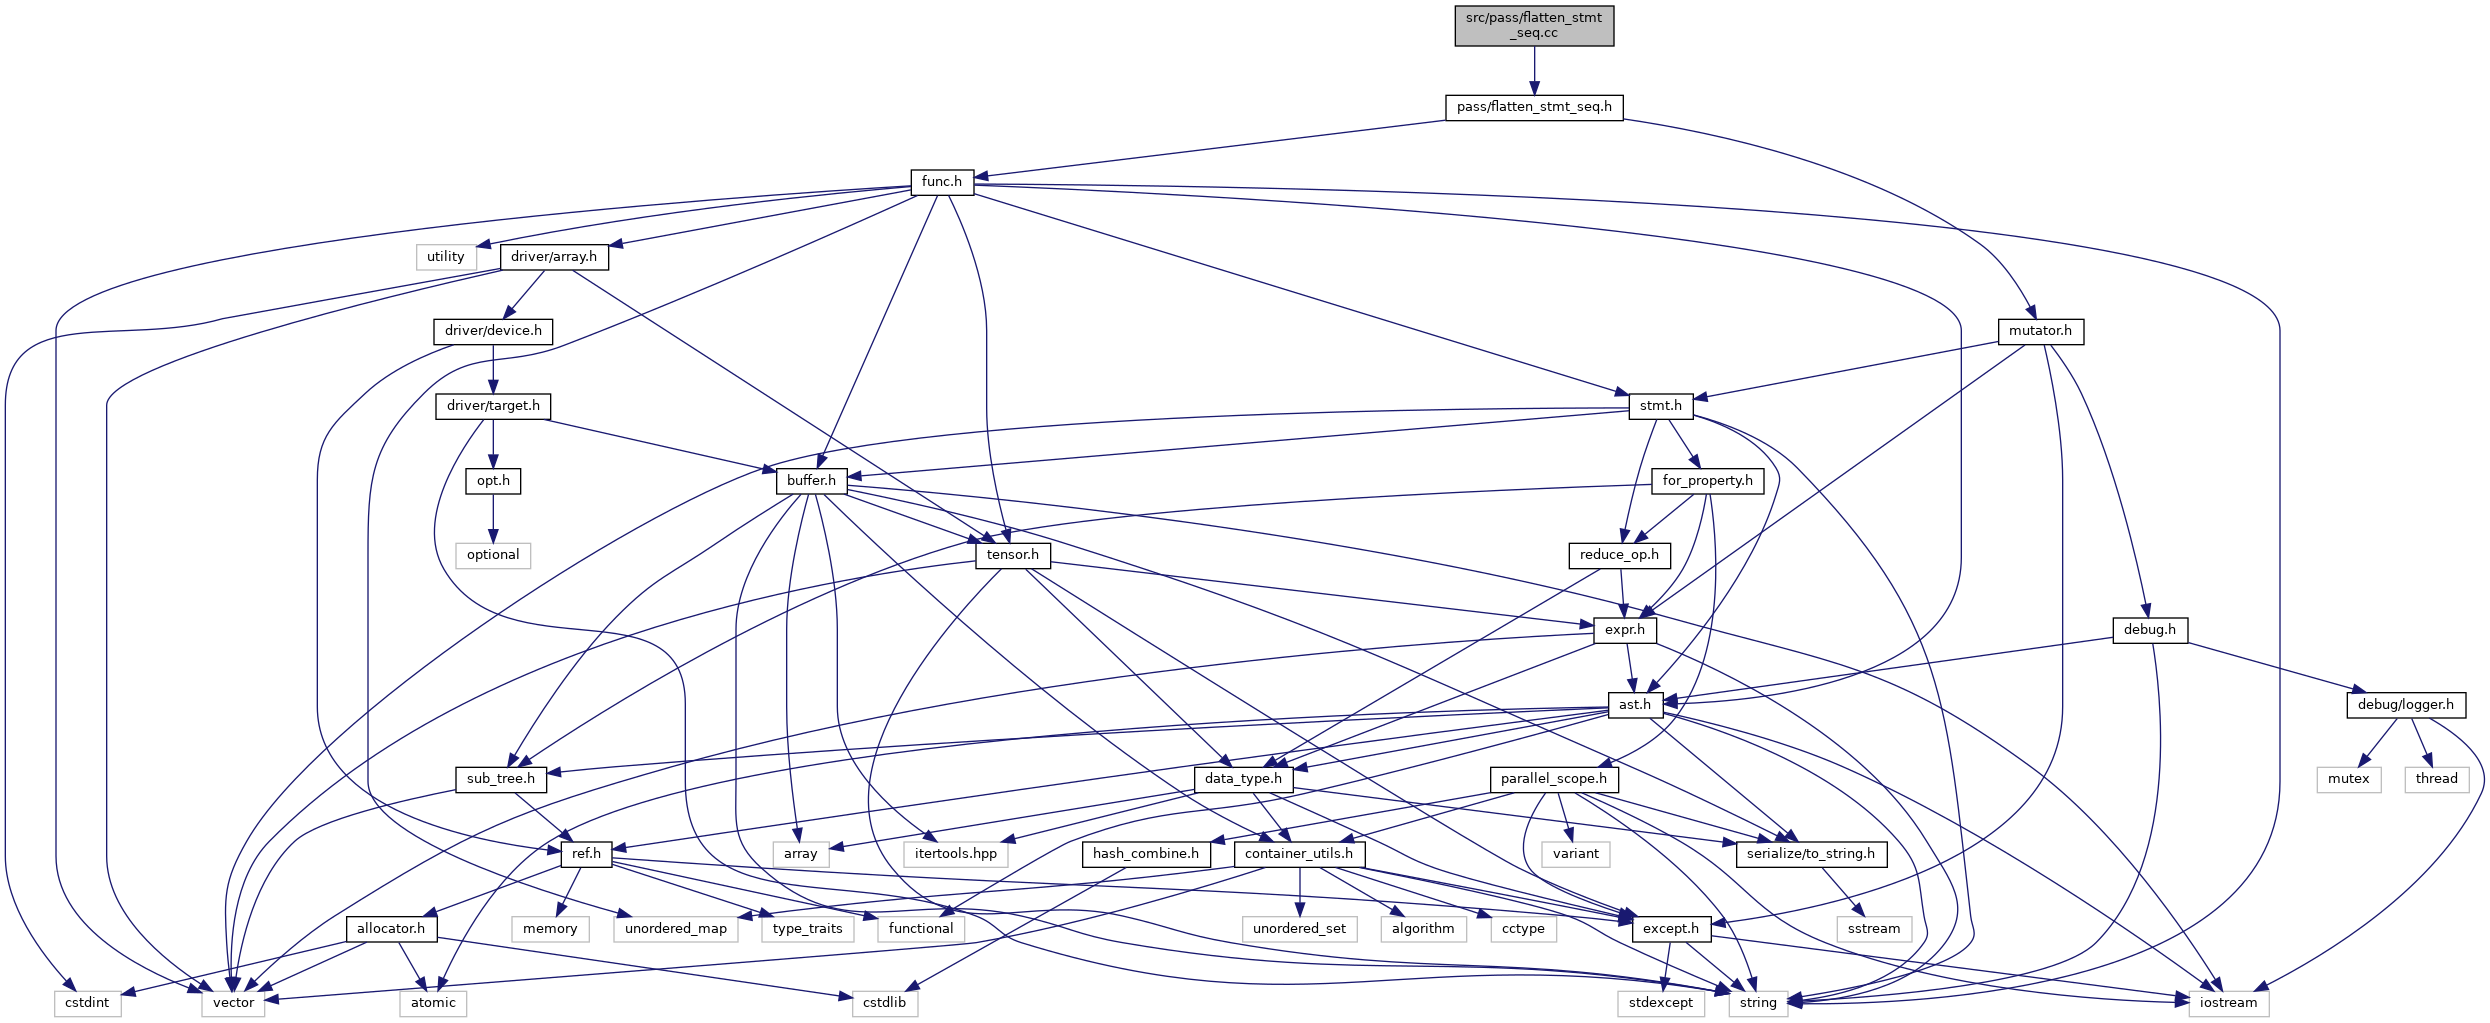 src/pass/flatten_stmt
_seq.cc
pass/flatten_stmt_seq.h
func.h
utility
driver/array.h
driver/device.h
mutator.h
driver/target.h
stmt.h
opt.h
buffer.h
for_property.h
optional
tensor.h
reduce_op.h
expr.h
debug.h
ast.h
debug/logger.h
sub_tree.h
data_type.h
parallel_scope.h
mutex
thread
ref.h
array
itertools.hpp
hash_combine.h
container_utils.h
variant
serialize/to_string.h
allocator.h
memory
unordered_map
type_traits
functional
unordered_set
algorithm
cctype
except.h
sstream
cstdint
vector
atomic
cstdlib
stdexcept
string
iostream